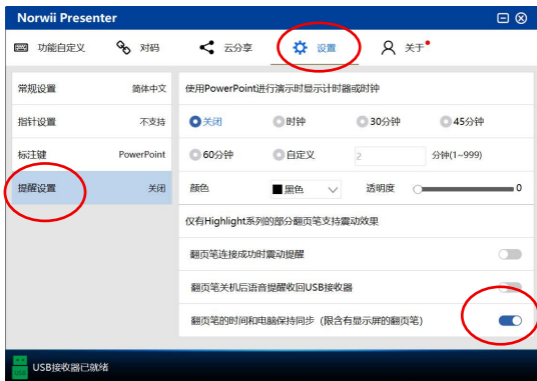 Norwii Presenter
功能自定义 对码 云分享 设置 关于
常规设置 简体中文
指针设置 不支持
标注键 PowerPoint
提醒设置 关闭
使用PowerPoint进行演示时显示计时器或时钟
关闭 时钟 30分钟 45分钟
60分钟 自定义 2 分钟(1~999)
颜色 黑色 透明度 0
仅有Highlight系列的部分翻页笔支持震动效果
翻页笔连接成功时震动提醒
翻页笔关机后语音提醒收回USB接收器
翻页笔的时间和电脑保持同步（限含有显示屏的翻页笔）
USB接收器已就绪